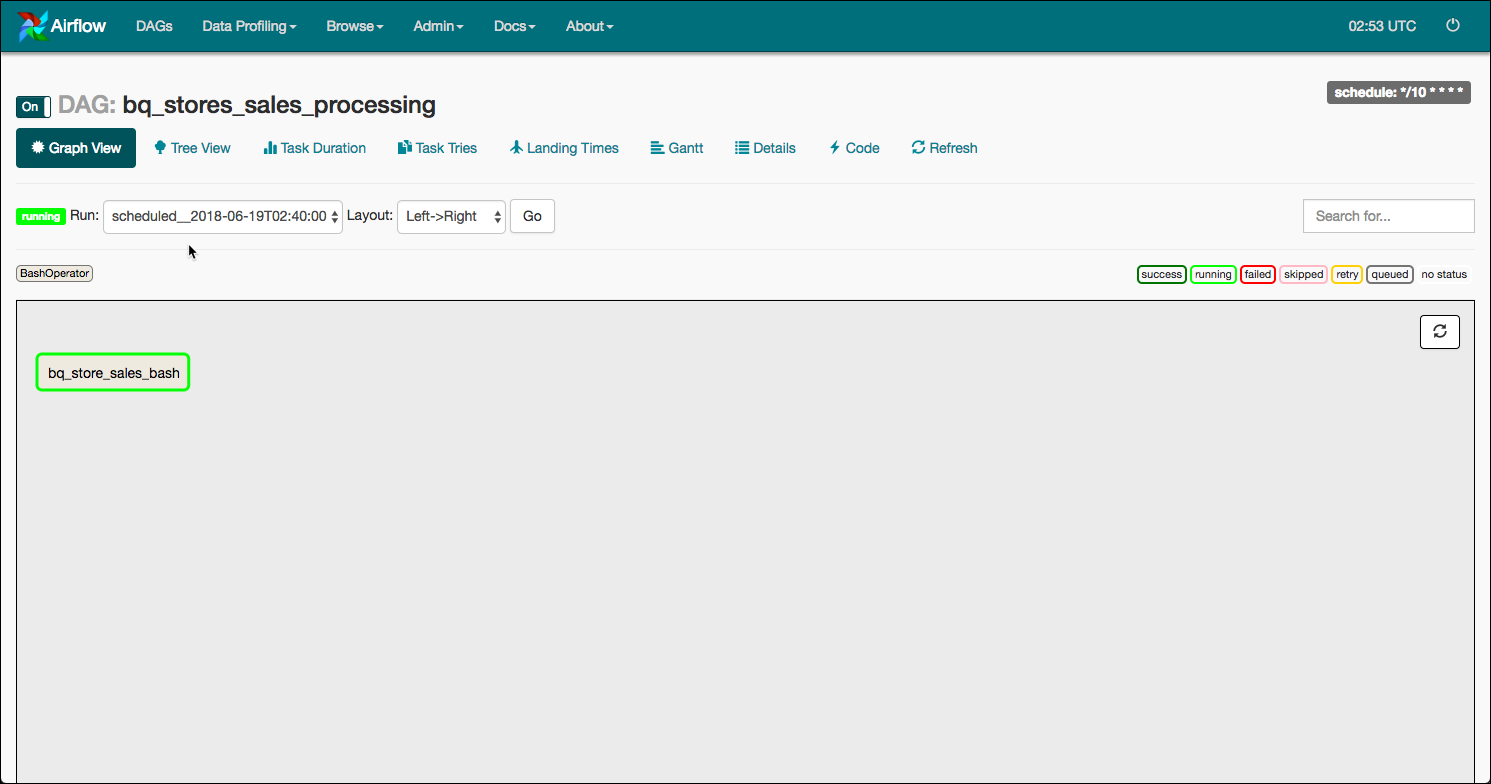 Airflow DAGs Data Profiling Browse Admin Docs About 02:53 UTC
schedule: */10 * * * *
On DAG: bq_stores_sales_processing
Graph View Tree View Task Duration Task Tries Landing Times Gantt Details Code Refresh
running Run: scheduled__2018-06-19T02:40:00 Layout: Left->Right Go Search for...
BashOperator success running failed skipped retry queued no status
bq_store_sales_bash